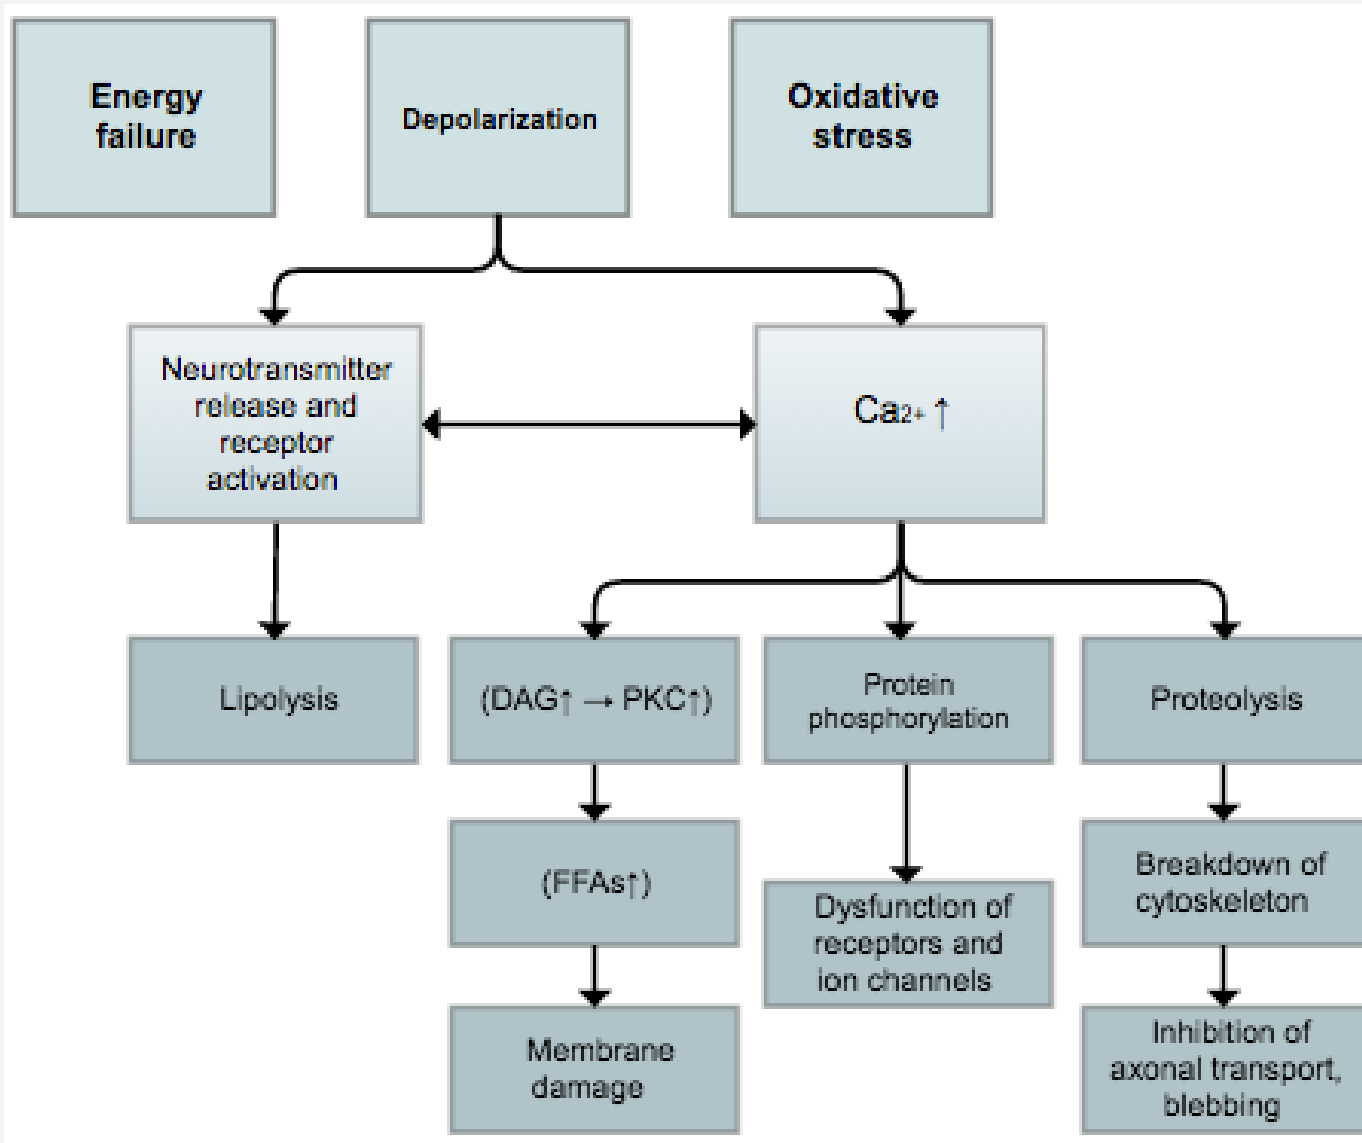 Energy
failure
Depolarization
Oxidative
stress
Neurotransmitter
release and
receptor
activation
Ca2+ ↑
Lipolysis
(DAG↑ → PKC↑)
Protein
phosphorylation
Proteolysis
(FFAs↑)
Dysfunction of
receptors and
ion channels
Breakdown of
cytoskeleton
Membrane
damage
Inhibition of
axonal transport,
blebbing